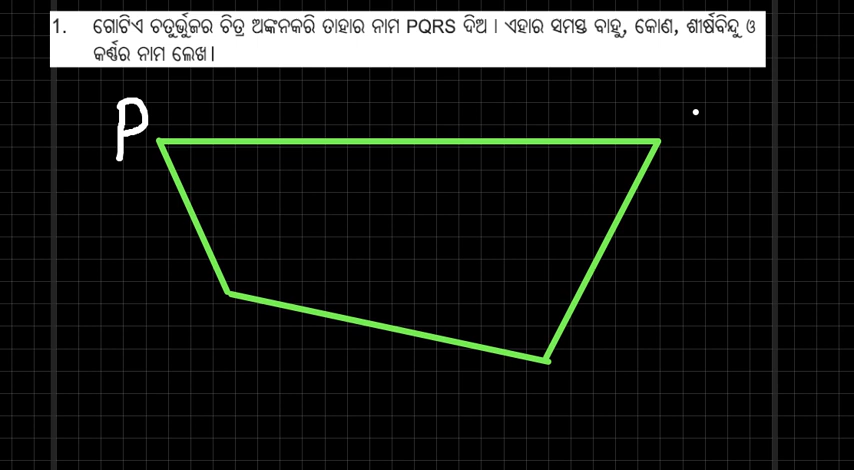 1. ଗୋଟିଏ ଚତୁର୍ଭୁଜର ଚିତ୍ର ଅଙ୍କନକରି ତାହାର ନାମ PQRS ଦିଅ । ଏହାର ସମସ୍ତ ବାହୁ, କୋଣ, ଶୀର୍ଷବିନ୍ଦୁ ଓ
କର୍ଣ୍ଣର ନାମ ଲେଖ।
P